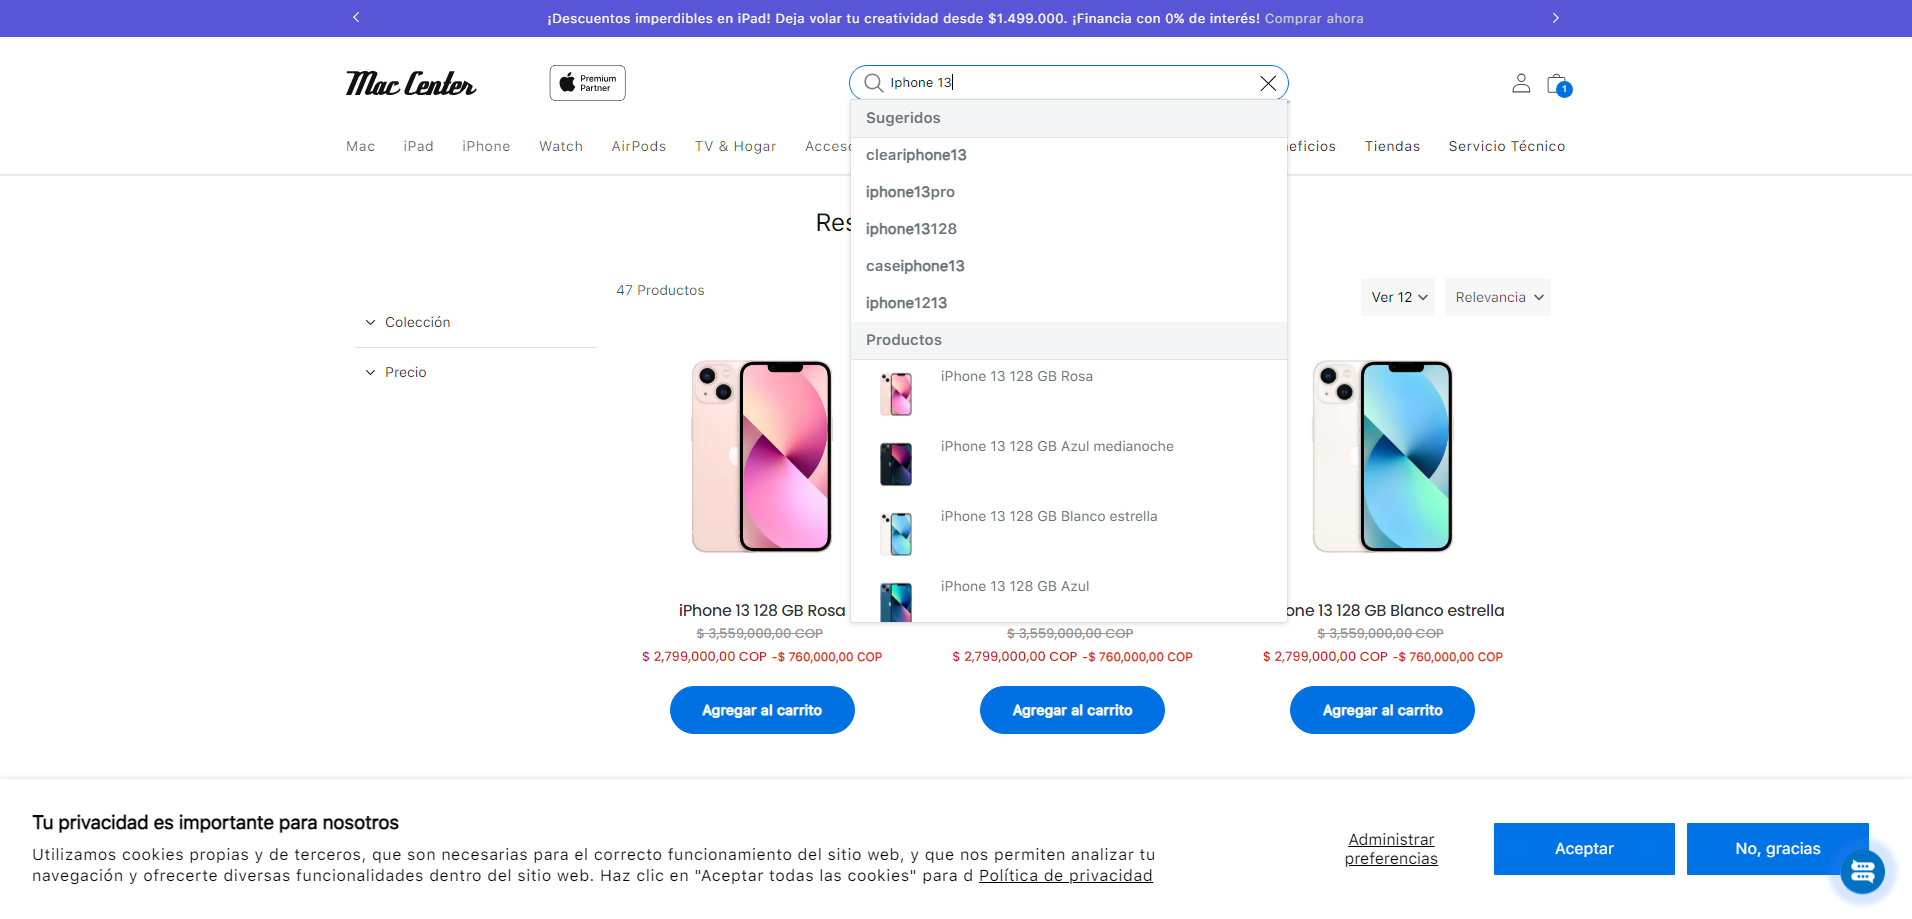 ¡Descuentos imperdibles en iPad! Deja volar tu creatividad desde $1.499.000. ¡Financia con 0% de interés! Comprar ahora
Mac Center
Premium
Partner
Iphone 13
1
Mac iPad iPhone Watch AirPods TV & Hogar Acceso
eficios Tiendas Servicio Técnico
Sugeridos
cleariphone13
iphone13pro
iphone13128
caseiphone13
iphone1213
Productos
iPhone 13 128 GB Rosa
iPhone 13 128 GB Azul medianoche
iPhone 13 128 GB Blanco estrella
iPhone 13 128 GB Azul
Res
47 Productos
Ver 12
Relevancia
Colección
Precio
iPhone 13 128 GB Rosa
$ 3,559,000,00 COP
$ 2,799,000,00 COP -$ 760,000,00 COP
Agregar al carrito
$ 3,559,000,00 COP
$ 2,799,000,00 COP -$ 760,000,00 COP
Agregar al carrito
one 13 128 GB Blanco estrella
$ 3,559,000,00 COP
$ 2,799,000,00 COP -$ 760,000,00 COP
Agregar al carrito
Tu privacidad es importante para nosotros
Utilizamos cookies propias y de terceros, que son necesarias para el correcto funcionamiento del sitio web, y que nos permiten analizar tu
navegación y ofrecerte diversas funcionalidades dentro del sitio web. Haz clic en "Aceptar todas las cookies" para d Política de privacidad
Administrar
preferencias
Aceptar
No, gracias